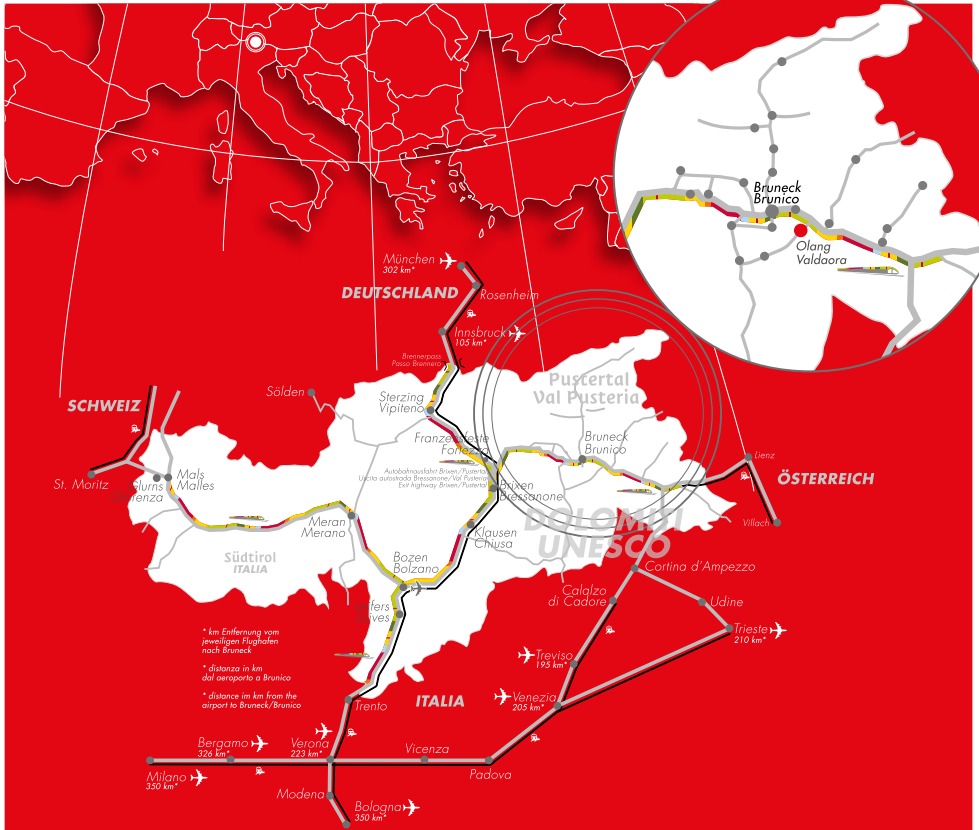 Bruneck
Brunico
Olang
Valdaora
München
302 km*
DEUTSCHLAND
Rosenheim
Innsbruck
105 km*
Brennerpass
Passo Brennero
Pustertal
Val Pusteria
Sölden
Sterzing
Vipiteno
SCHWEIZ
Franzensfeste
Fortezza
Bruneck
Brunico
Lienz
ÖSTERREICH
Autobahnausfahrt Brixen/Pustertal
Uscita autostrada Bressanone/Val Pusteria
Exit highway Brixen/Pustertal
St. Moritz
Mals
Malles
Glurns
Glorenza
Brixen
Bressanone
Villach
DOLOMITI
UNESCO
Meran
Merano
Klausen
Chiusa
Südtirol
ITALIA
Bozen
Bolzano
Cortina d'Ampezzo
Calalzo
di Cadore
Udine
Trieste
210 km*
* km Entfernung vom
jeweiligen Flughafen
nach Bruneck
* distanza in km
dal aeroporto a Brunico
* distance im km from the
airport to Bruneck/Brunico
Treviso
195 km*
Venezia
205 km*
ITALIA
Trento
Bergamo
326 km*
Verona
223 km*
Vicenza
Padova
Milano
350 km*
Modena
Bologna
350 km*